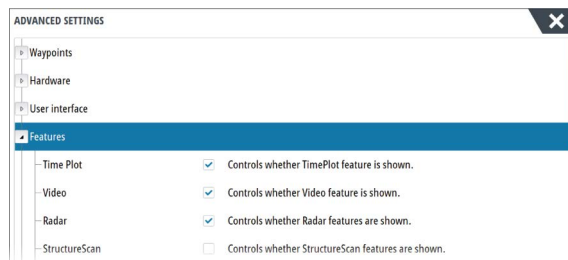 ADVANCED SETTINGS
Waypoints
Hardware
User interface
Features
Time Plot Controls whether TimePlot feature is shown.
Video Controls whether Video feature is shown.
Radar Controls whether Radar features are shown.
StructureScan Controls whether StructureScan features are shown.